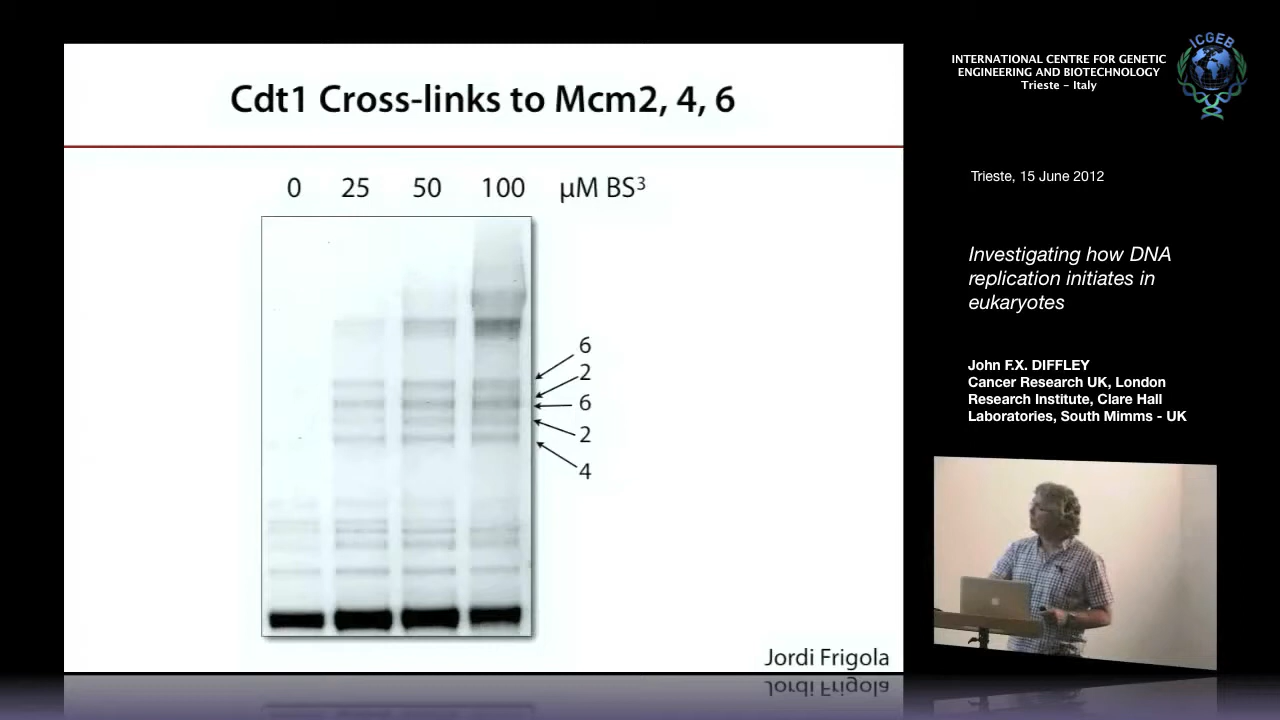 Cdt1 Cross-links to Mcm2, 4, 6
0 25 50 100 µM BS³
6
2
6
2
4
Jordi Frigola
ICGEB
INTERNATIONAL CENTRE FOR GENETIC
ENGINEERING AND BIOTECHNOLOGY
Trieste – Italy
Trieste, 15 June 2012
Investigating how DNA
replication initiates in
eukaryotes
John F.X. DIFFLEY
Cancer Research UK, London
Research Institute, Clare Hall
Laboratories, South Mimms - UK